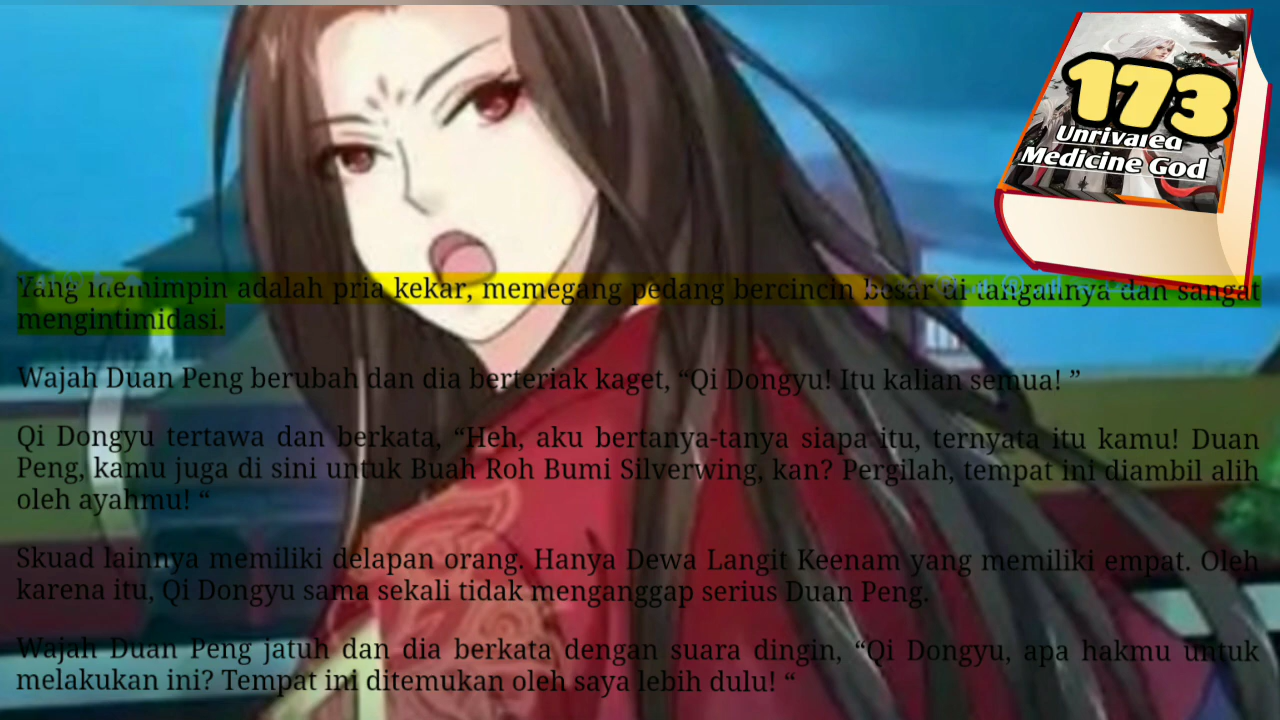 173
Unrivaled
Medicine God
Yang memimpin adalah pria kekar, memegang pedang bercincin besar di tangannya dan sangat
mengintimidasi.
Wajah Duan Peng berubah dan dia berteriak kaget, “Qi Dongyu! Itu kalian semua! ”
Qi Dongyu tertawa dan berkata, “Heh, aku bertanya-tanya siapa itu, ternyata itu kamu! Duan
Peng, kamu juga di sini untuk Buah Roh Bumi Silverwing, kan? Pergilah, tempat ini diambil alih
oleh ayahmu! “
Skuad lainnya memiliki delapan orang. Hanya Dewa Langit Keenam yang memiliki empat. Oleh
karena itu, Qi Dongyu sama sekali tidak menganggap serius Duan Peng.
Wajah Duan Peng jatuh dan dia berkata dengan suara dingin, “Qi Dongyu, apa hakmu untuk
melakukan ini? Tempat ini ditemukan oleh saya lebih dulu! “